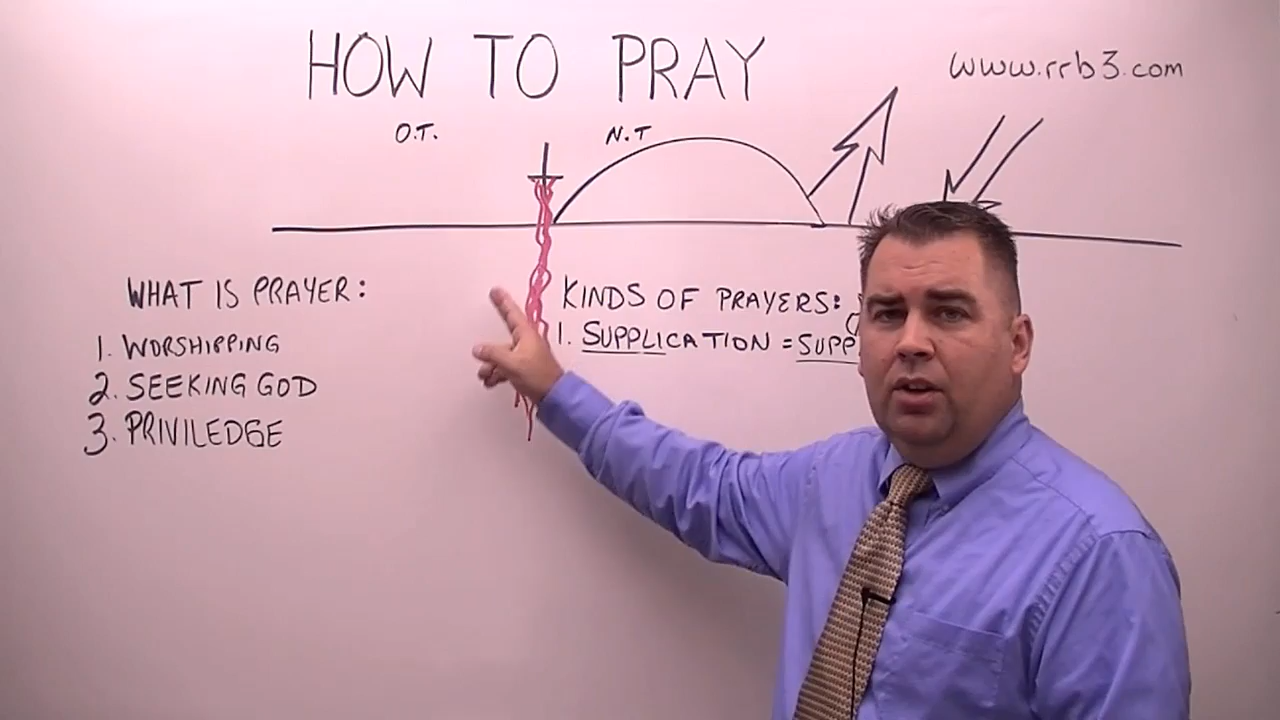 HOW TO PRAY
www.rrb3.com
O.T.
N.T
WHAT IS PRAYER:
1. WORSHIPPING
2. SEEKING GOD
3. PRIVILEDGE
KINDS OF PRAYERS:
1. SUPPLICATION = SUPP